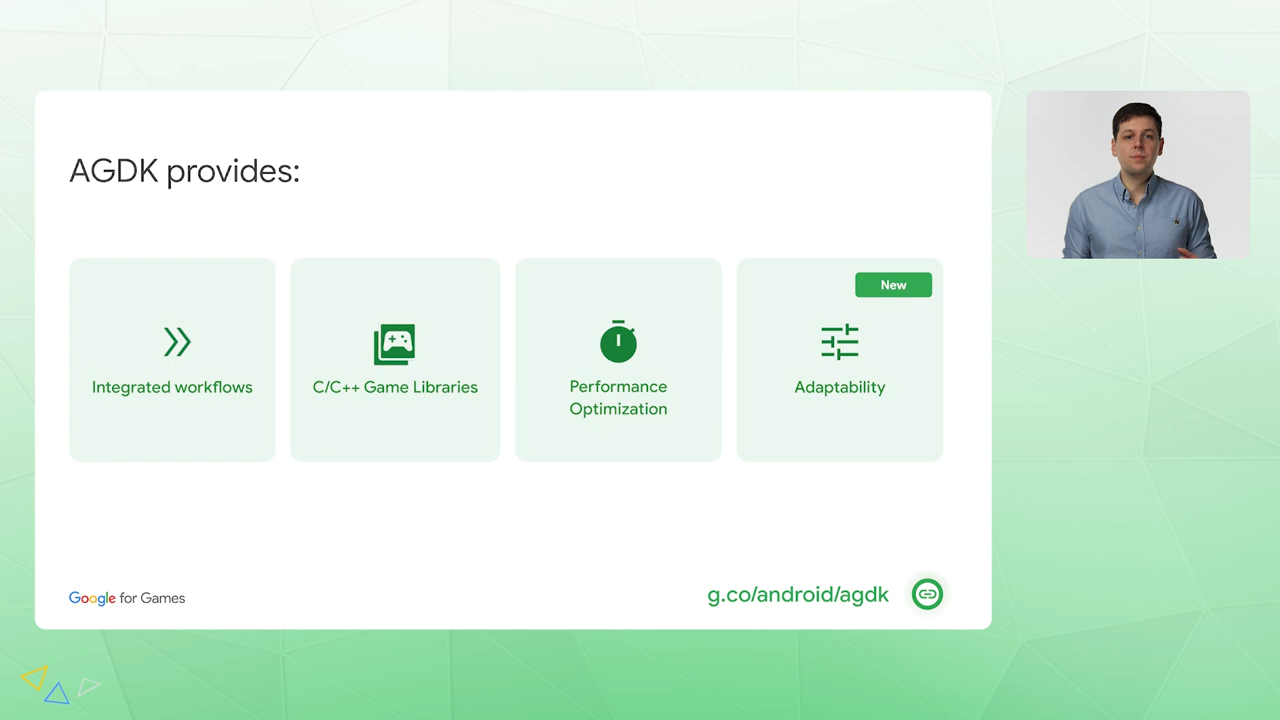 AGDK provides:
Integrated workflows
C/C++ Game Libraries
Performance
Optimization
New
Adaptability
Google for Games
g.co/android/agdk